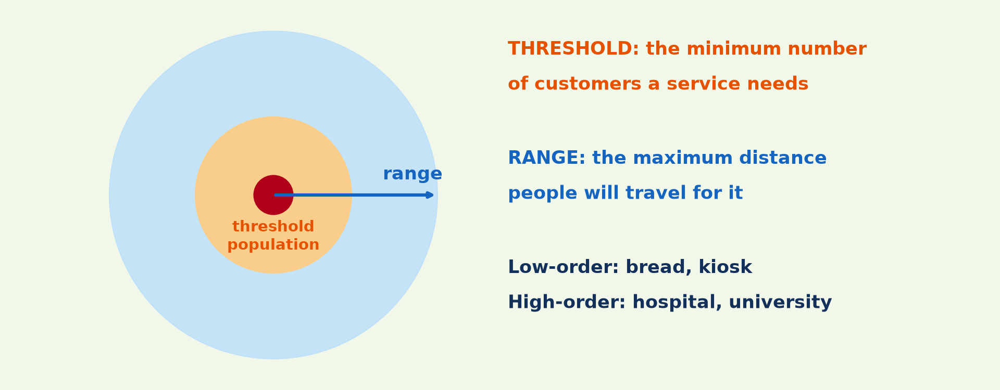 THRESHOLD: the minimum number
of customers a service needs
range
RANGE: the maximum distance
people will travel for it
threshold
population
Low-order: bread, kiosk
High-order: hospital, university